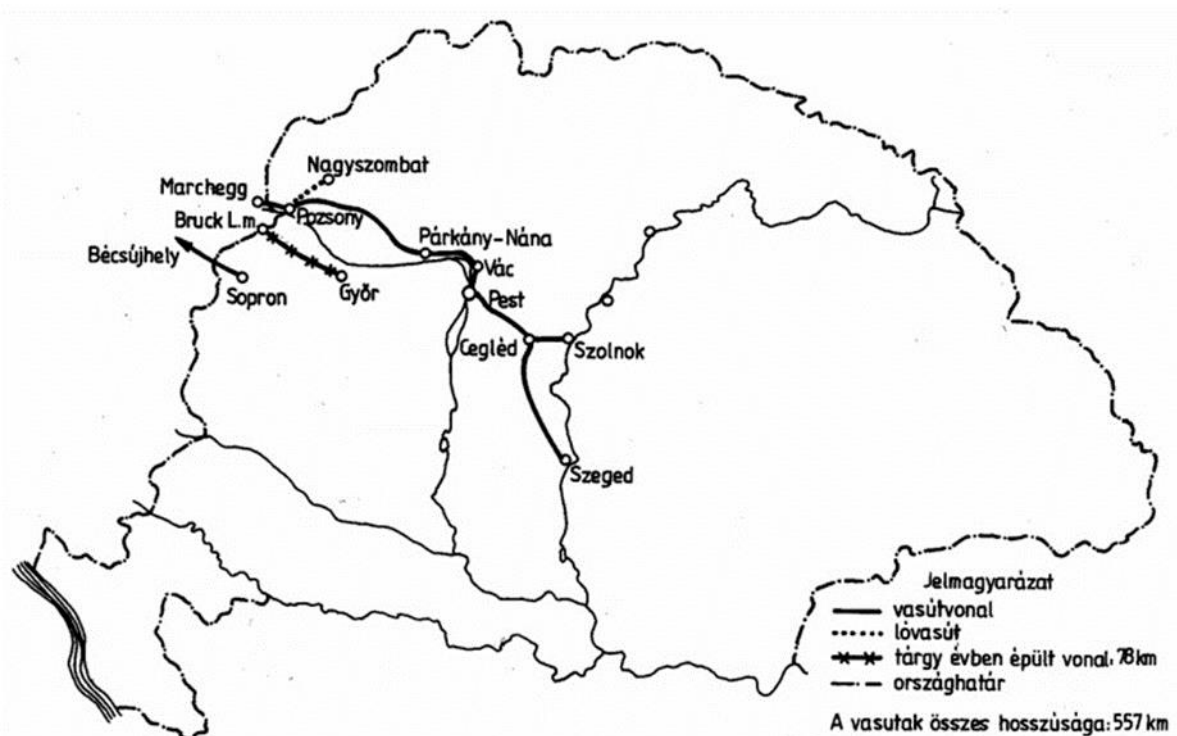 Nagyszombat
Marchegg
Pozsony
Bruck L.m.
Párkány-Nána
Bécsújhely
Vác
Sopron
Győr
Pest
Cegléd
Szolnok
Szeged
Jelmagyarázat
vasútvonal
lóvasút
tárgy évben épült vonal: 78 km
országhatár
A vasutak összes hosszúsága: 557 km